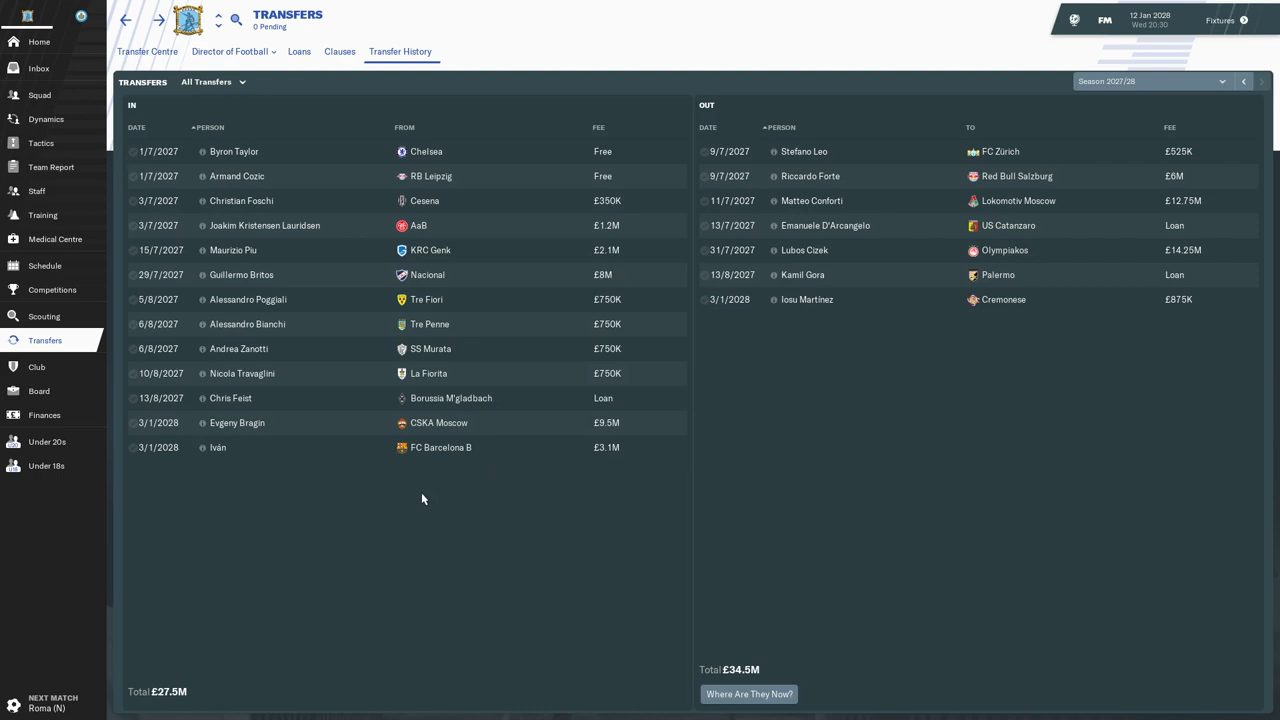 TRANSFERS
0 Pending
12 Jan 2028
Wed 20:30
FM
Fixtures
Transfer Centre
Director of Football
Loans
Clauses
Transfer History
Home
Inbox
Squad
Dynamics
Tactics
Team Report
Staff
Training
Medical Centre
Schedule
Competitions
Scouting
Transfers
Club
Board
Finances
Under 20s
Under 18s
NEXT MATCH
Roma (N)
TRANSFERS
All Transfers
Season 2027/28
IN
DATE PERSON FROM FEE
1/7/2027 Byron Taylor Chelsea Free
1/7/2027 Armand Cozic RB Leipzig Free
3/7/2027 Christian Foschi Cesena £350K
3/7/2027 Joakim Kristensen Lauridsen AaB £1.2M
15/7/2027 Maurizio Piu KRC Genk £2.1M
29/7/2027 Guillermo Britos Nacional £8M
5/8/2027 Alessandro Poggiali Tre Fiori £750K
6/8/2027 Alessandro Bianchi Tre Penne £750K
6/8/2027 Andrea Zanotti SS Murata £750K
10/8/2027 Nicola Travaglini La Fiorita £750K
13/8/2027 Chris Feist Borussia M'gladbach Loan
3/1/2028 Evgeny Bragin CSKA Moscow £9.5M
3/1/2028 Iván FC Barcelona B £3.1M
Total £27.5M
OUT
DATE PERSON TO FEE
9/7/2027 Stefano Leo FC Zürich £525K
9/7/2027 Riccardo Forte Red Bull Salzburg £6M
11/7/2027 Matteo Conforti Lokomotiv Moscow £12.75M
13/7/2027 Emanuele D'Arcangelo US Catanzaro Loan
31/7/2027 Lubos Cizek Olympiakos £14.25M
13/8/2027 Kamil Gora Palermo Loan
3/1/2028 Iosu Martínez Cremonese £875K
Total £34.5M
Where Are They Now?